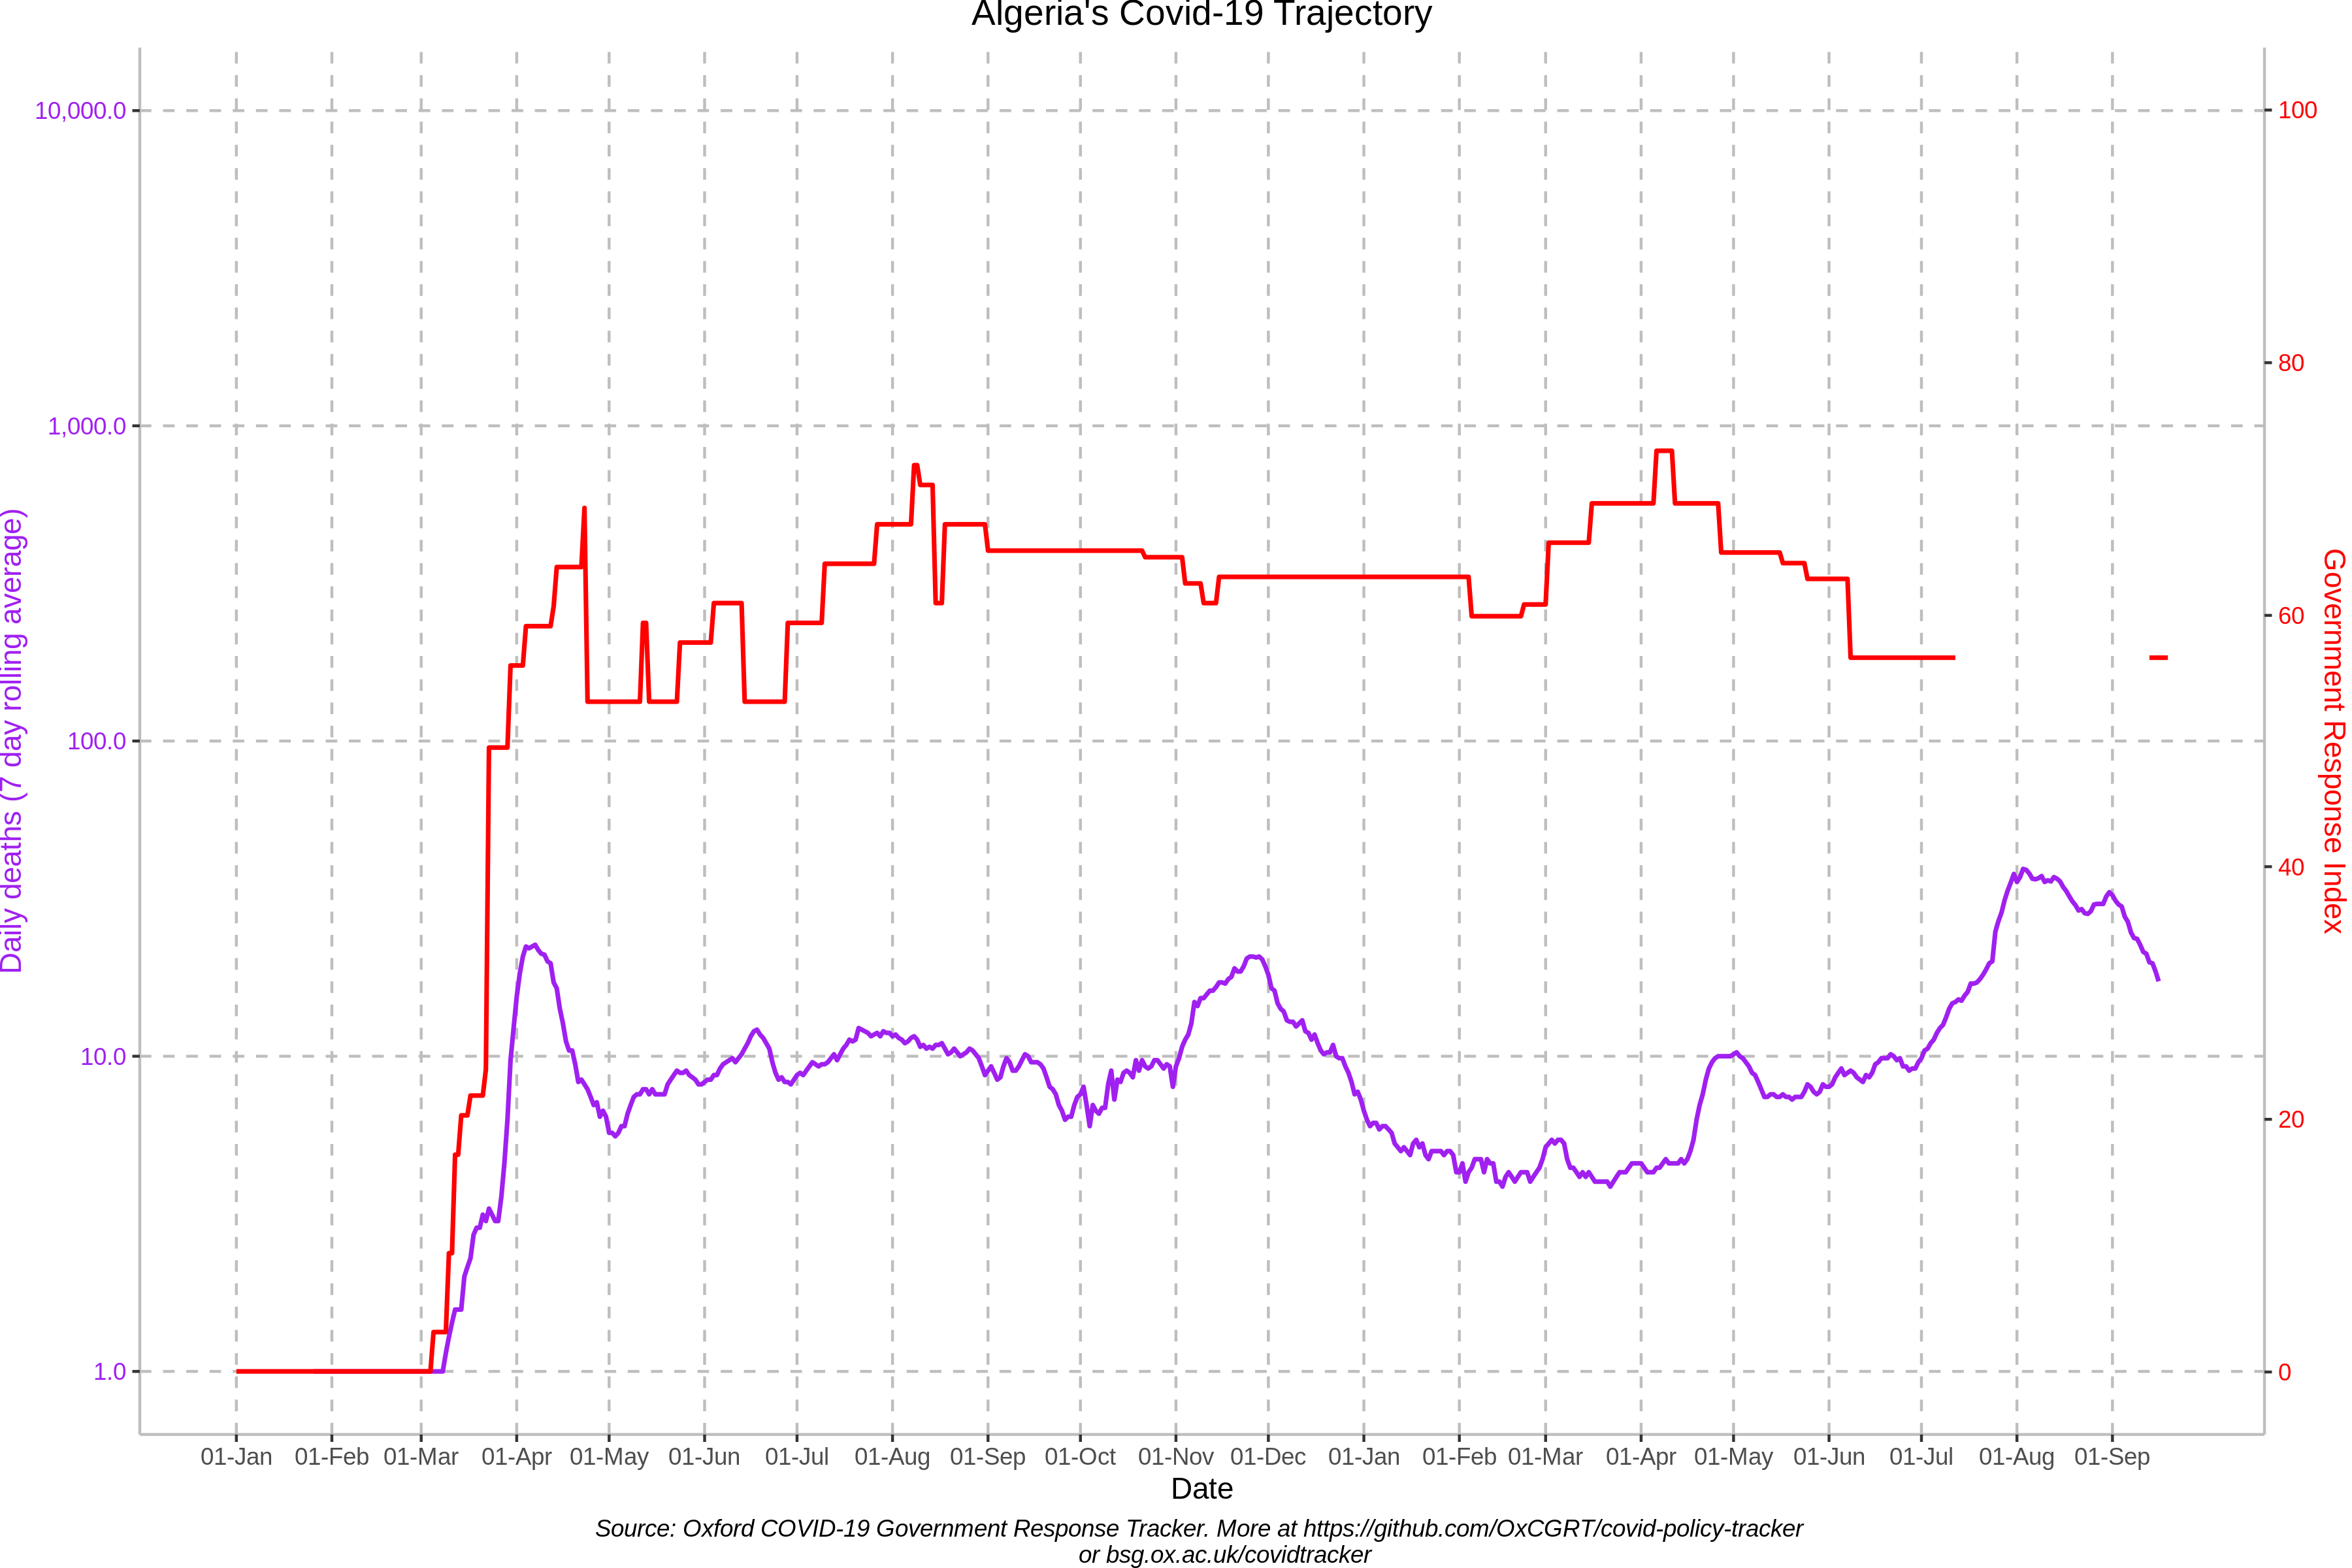 Algeria's Covid-19 Trajectory
10,000.0
1,000.0
100.0
10.0
1.0
Daily deaths (7 day rolling average)
100
80
60
40
20
0
Government Response Index
01-Jan 01-Feb 01-Mar 01-Apr 01-May 01-Jun 01-Jul 01-Aug 01-Sep 01-Oct 01-Nov 01-Dec 01-Jan 01-Feb 01-Mar 01-Apr 01-May 01-Jun 01-Jul 01-Aug 01-Sep
Date
Source: Oxford COVID-19 Government Response Tracker. More at https://github.com/OxCGRT/covid-policy-tracker
or bsg.ox.ac.uk/covidtracker